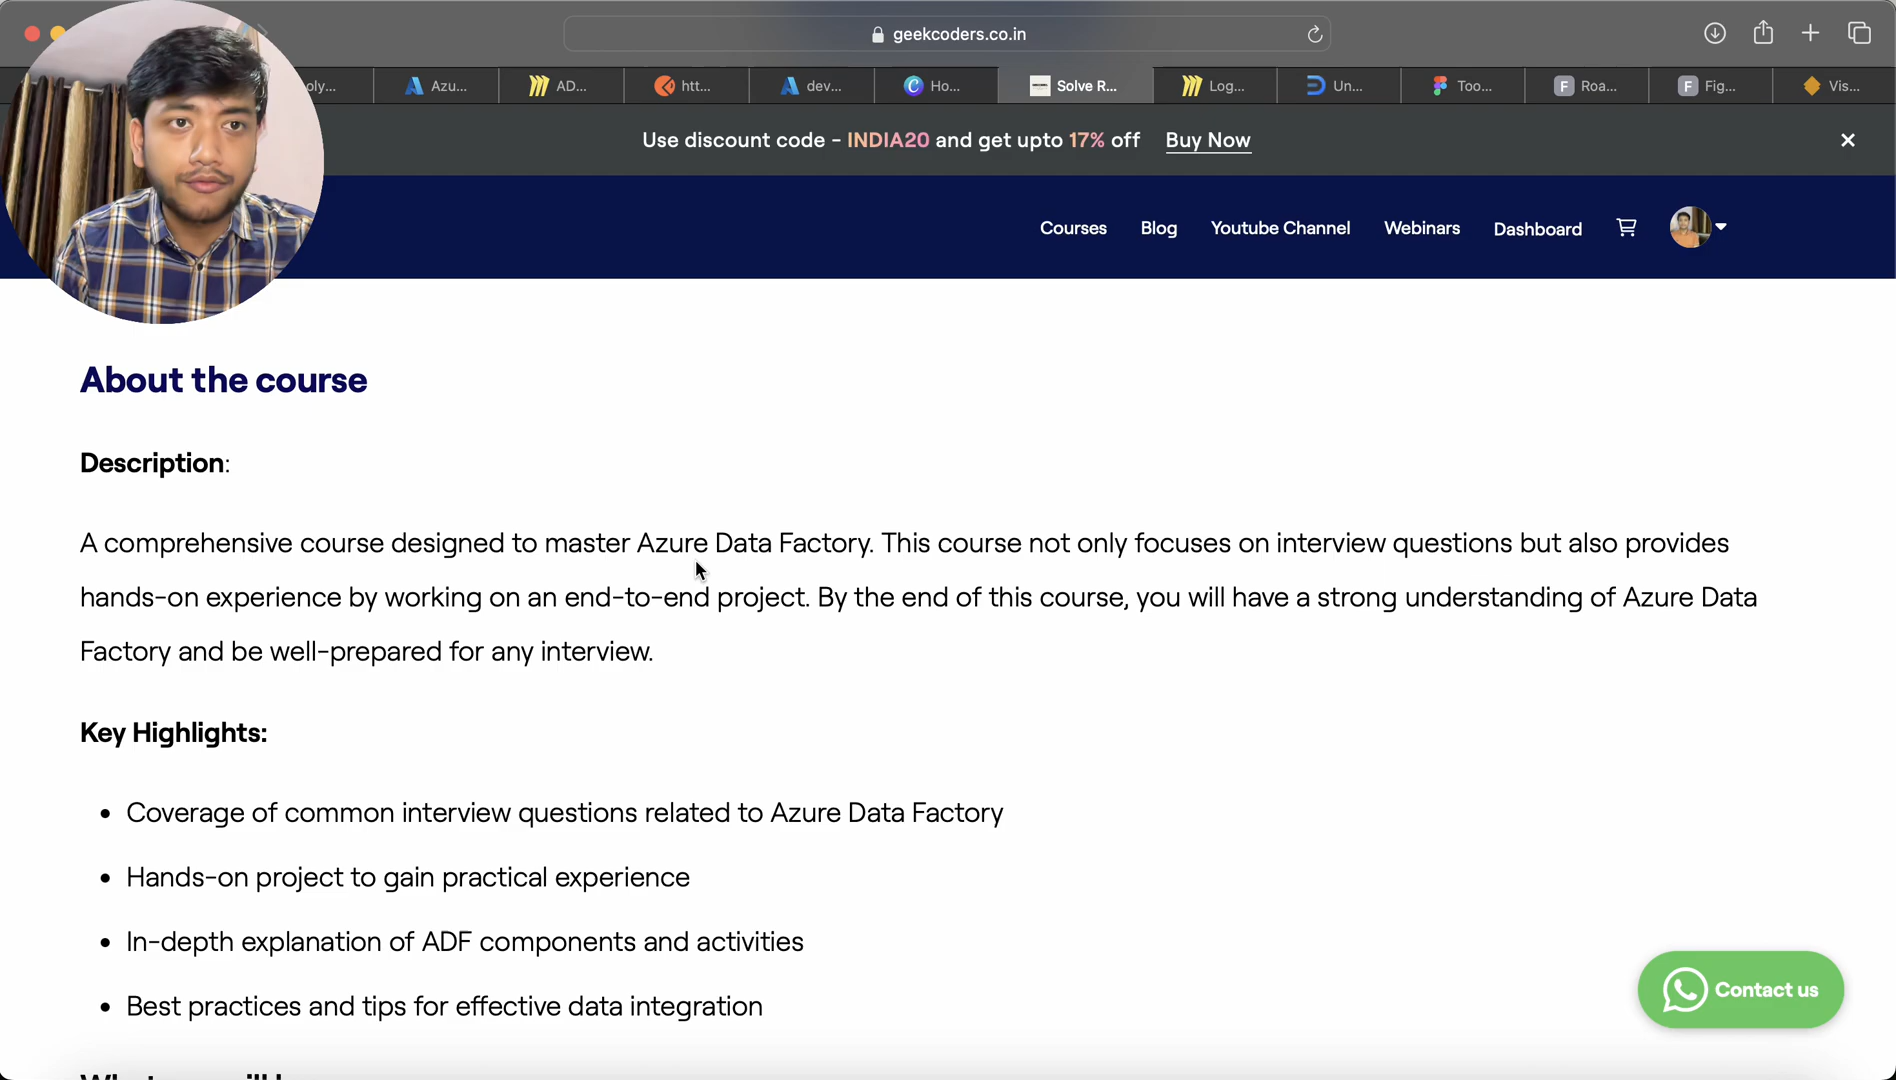 geekcoders.co.in
oly...
Azu...
AD...
htt...
dev...
Ho...
Solve R...
Log...
Un...
Too...
Roa...
Fig...
Vis...
Use discount code - INDIA20 and get upto 17% off Buy Now
Courses Blog Youtube Channel Webinars Dashboard
About the course
Description:
A comprehensive course designed to master Azure Data Factory. This course not only focuses on interview questions but also provides
hands-on experience by working on an end-to-end project. By the end of this course, you will have a strong understanding of Azure Data
Factory and be well-prepared for any interview.
Key Highlights:
• Coverage of common interview questions related to Azure Data Factory
• Hands-on project to gain practical experience
• In-depth explanation of ADF components and activities
• Best practices and tips for effective data integration
Contact us